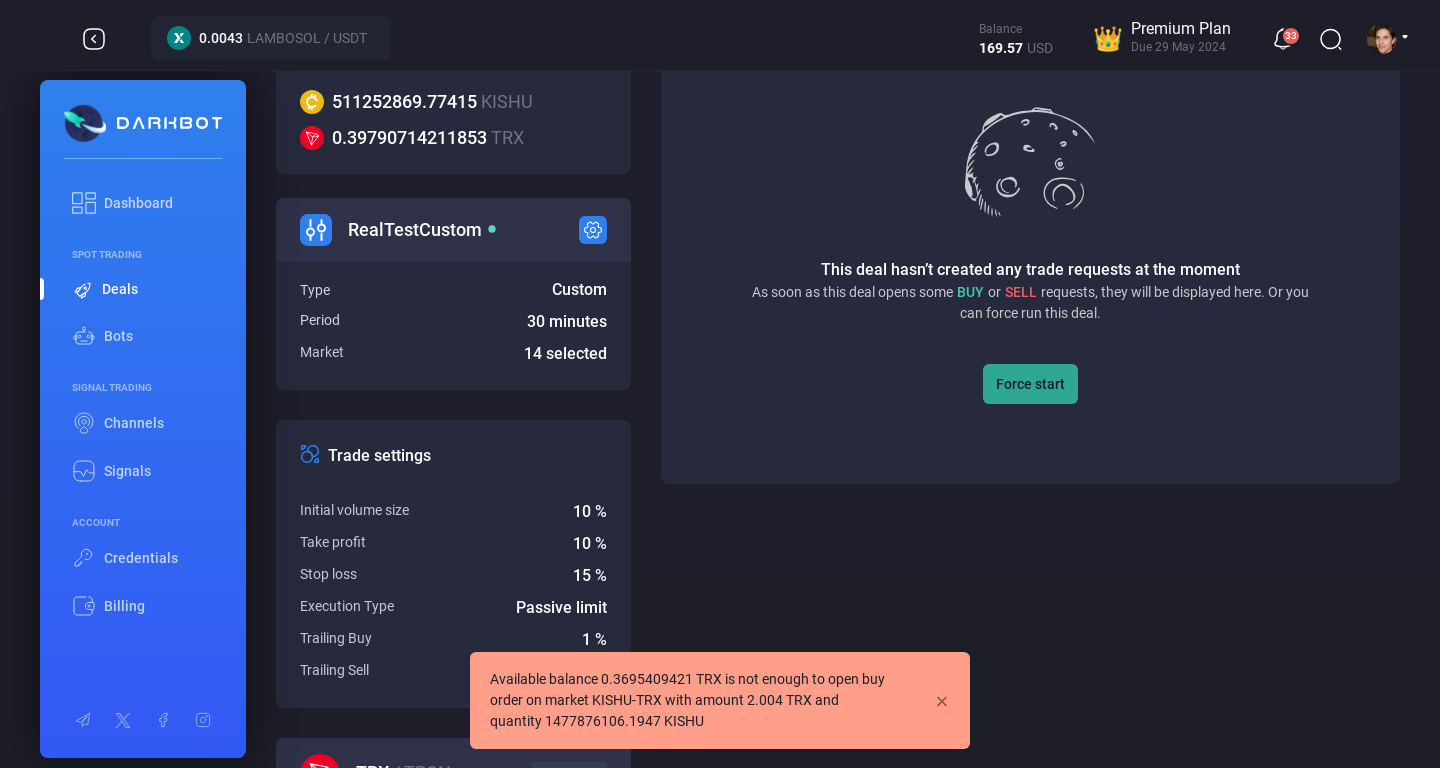 0.0043 LAMBOSOL / USDT
Balance
169.57 USD
Premium Plan
Due 29 May 2024
33
DARKBOT
Dashboard
SPOT TRADING
Deals
Bots
SIGNAL TRADING
Channels
Signals
ACCOUNT
Credentials
Billing
511252869.77415 KISHU
0.39790714211853 TRX
RealTestCustom
Type Custom
Period 30 minutes
Market 14 selected
Trade settings
Initial volume size 10 %
Take profit 10 %
Stop loss 15 %
Execution Type Passive limit
Trailing Buy 1 %
Trailing Sell
This deal hasn’t created any trade requests at the moment
As soon as this deal opens some BUY or SELL requests, they will be displayed here. Or you
can force run this deal.
Force start
Available balance 0.3695409421 TRX is not enough to open buy
order on market KISHU-TRX with amount 2.004 TRX and
quantity 1477876106.1947 KISHU
TRX / TRON